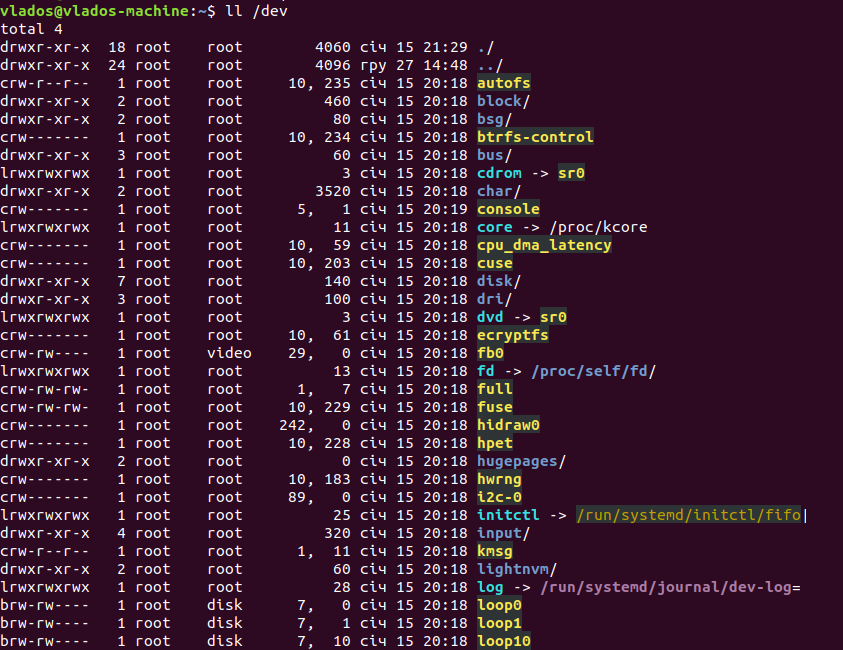 vlados@vlados-machine:~$ ll /dev
total 4
drwxr-xr-x  18 root    root        4060 січ 15 21:29 ./
drwxr-xr-x  24 root    root        4096 гру 27 14:48 ../
crw-r--r--   1 root    root     10, 235 січ 15 20:18 autofs
drwxr-xr-x   2 root    root         460 січ 15 20:18 block/
drwxr-xr-x   2 root    root          80 січ 15 20:18 bsg/
crw-------   1 root    root     10, 234 січ 15 20:18 btrfs-control
drwxr-xr-x   3 root    root          60 січ 15 20:18 bus/
lrwxrwxrwx   1 root    root           3 січ 15 20:18 cdrom -> sr0
drwxr-xr-x   2 root    root        3520 січ 15 20:18 char/
crw-------   1 root    root      5,   1 січ 15 20:19 console
lrwxrwxrwx   1 root    root          11 січ 15 20:18 core -> /proc/kcore
crw-------   1 root    root     10,  59 січ 15 20:18 cpu_dma_latency
crw-------   1 root    root     10, 203 січ 15 20:18 cuse
drwxr-xr-x   7 root    root         140 січ 15 20:18 disk/
drwxr-xr-x   3 root    root         100 січ 15 20:18 dri/
lrwxrwxrwx   1 root    root           3 січ 15 20:18 dvd -> sr0
crw-------   1 root    root     10,  61 січ 15 20:18 ecryptfs
crw-rw----   1 root    video    29,   0 січ 15 20:18 fb0
lrwxrwxrwx   1 root    root          13 січ 15 20:18 fd -> /proc/self/fd/
crw-rw-rw-   1 root    root      1,   7 січ 15 20:18 full
crw-rw-rw-   1 root    root     10, 229 січ 15 20:18 fuse
crw-------   1 root    root    242,   0 січ 15 20:18 hidraw0
crw-------   1 root    root     10, 228 січ 15 20:18 hpet
drwxr-xr-x   2 root    root           0 січ 15 20:18 hugepages/
crw-------   1 root    root     10, 183 січ 15 20:18 hwrng
crw-------   1 root    root     89,   0 січ 15 20:18 i2c-0
lrwxrwxrwx   1 root    root          25 січ 15 20:18 initctl -> /run/systemd/initctl/fifo|
drwxr-xr-x   4 root    root         320 січ 15 20:18 input/
crw-r--r--   1 root    root      1,  11 січ 15 20:18 kmsg
drwxr-xr-x   2 root    root          60 січ 15 20:18 lightnvm/
lrwxrwxrwx   1 root    root          28 січ 15 20:18 log -> /run/systemd/journal/dev-log=
brw-rw----   1 root    disk      7,   0 січ 15 20:18 loop0
brw-rw----   1 root    disk      7,   1 січ 15 20:18 loop1
brw-rw----   1 root    disk      7,  10 січ 15 20:18 loop10